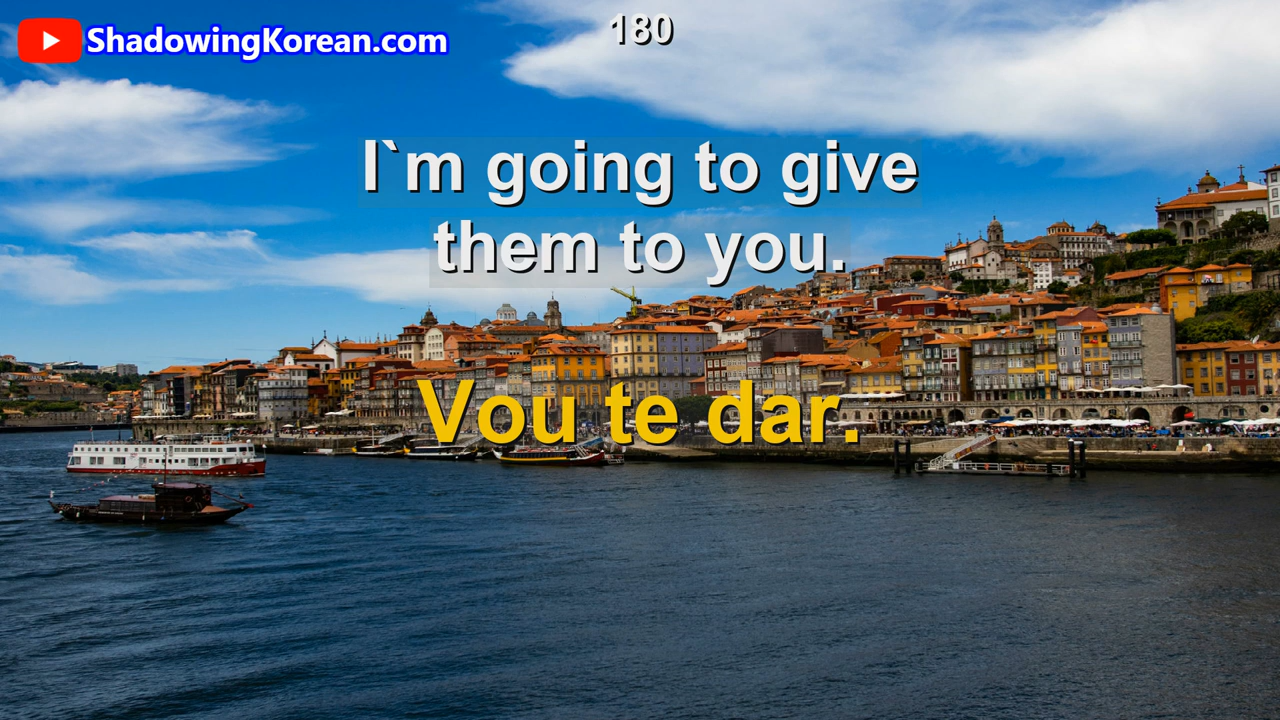 ShadowingKorean.com
180
I`m going to give
them to you.
Vou te dar.